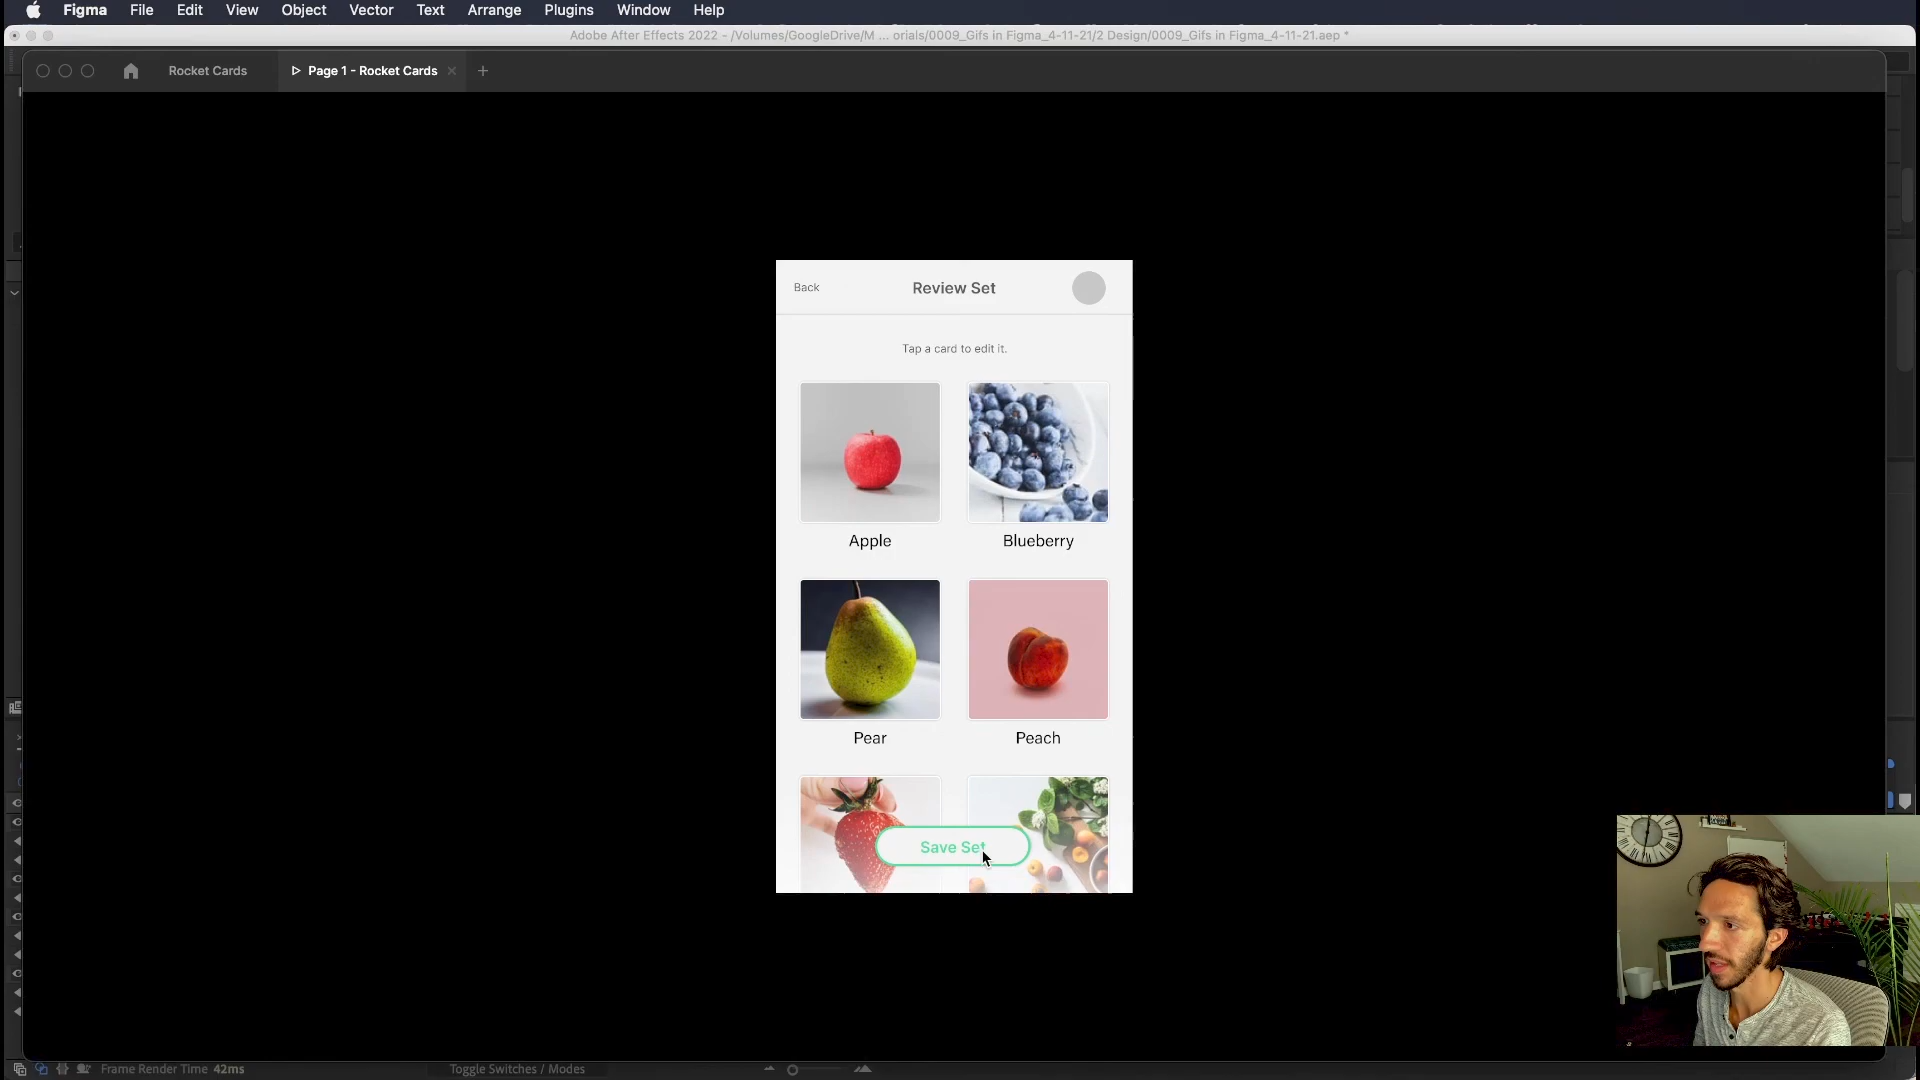 Figma File Edit View Object Vector Text Arrange Plugins Window Help
Adobe After Effects 2022 - /Volumes/GoogleDrive/M ... orials/0009_Gifs in Figma_4-11-21/2 Design/0009_Gifs in Figma_4-11-21.aep *
Rocket Cards Page 1 - Rocket Cards
Back Review Set
Tap a card to edit it.
Apple Blueberry
Pear Peach
Save Set
Frame Render Time 42ms Toggle Switches / Modes